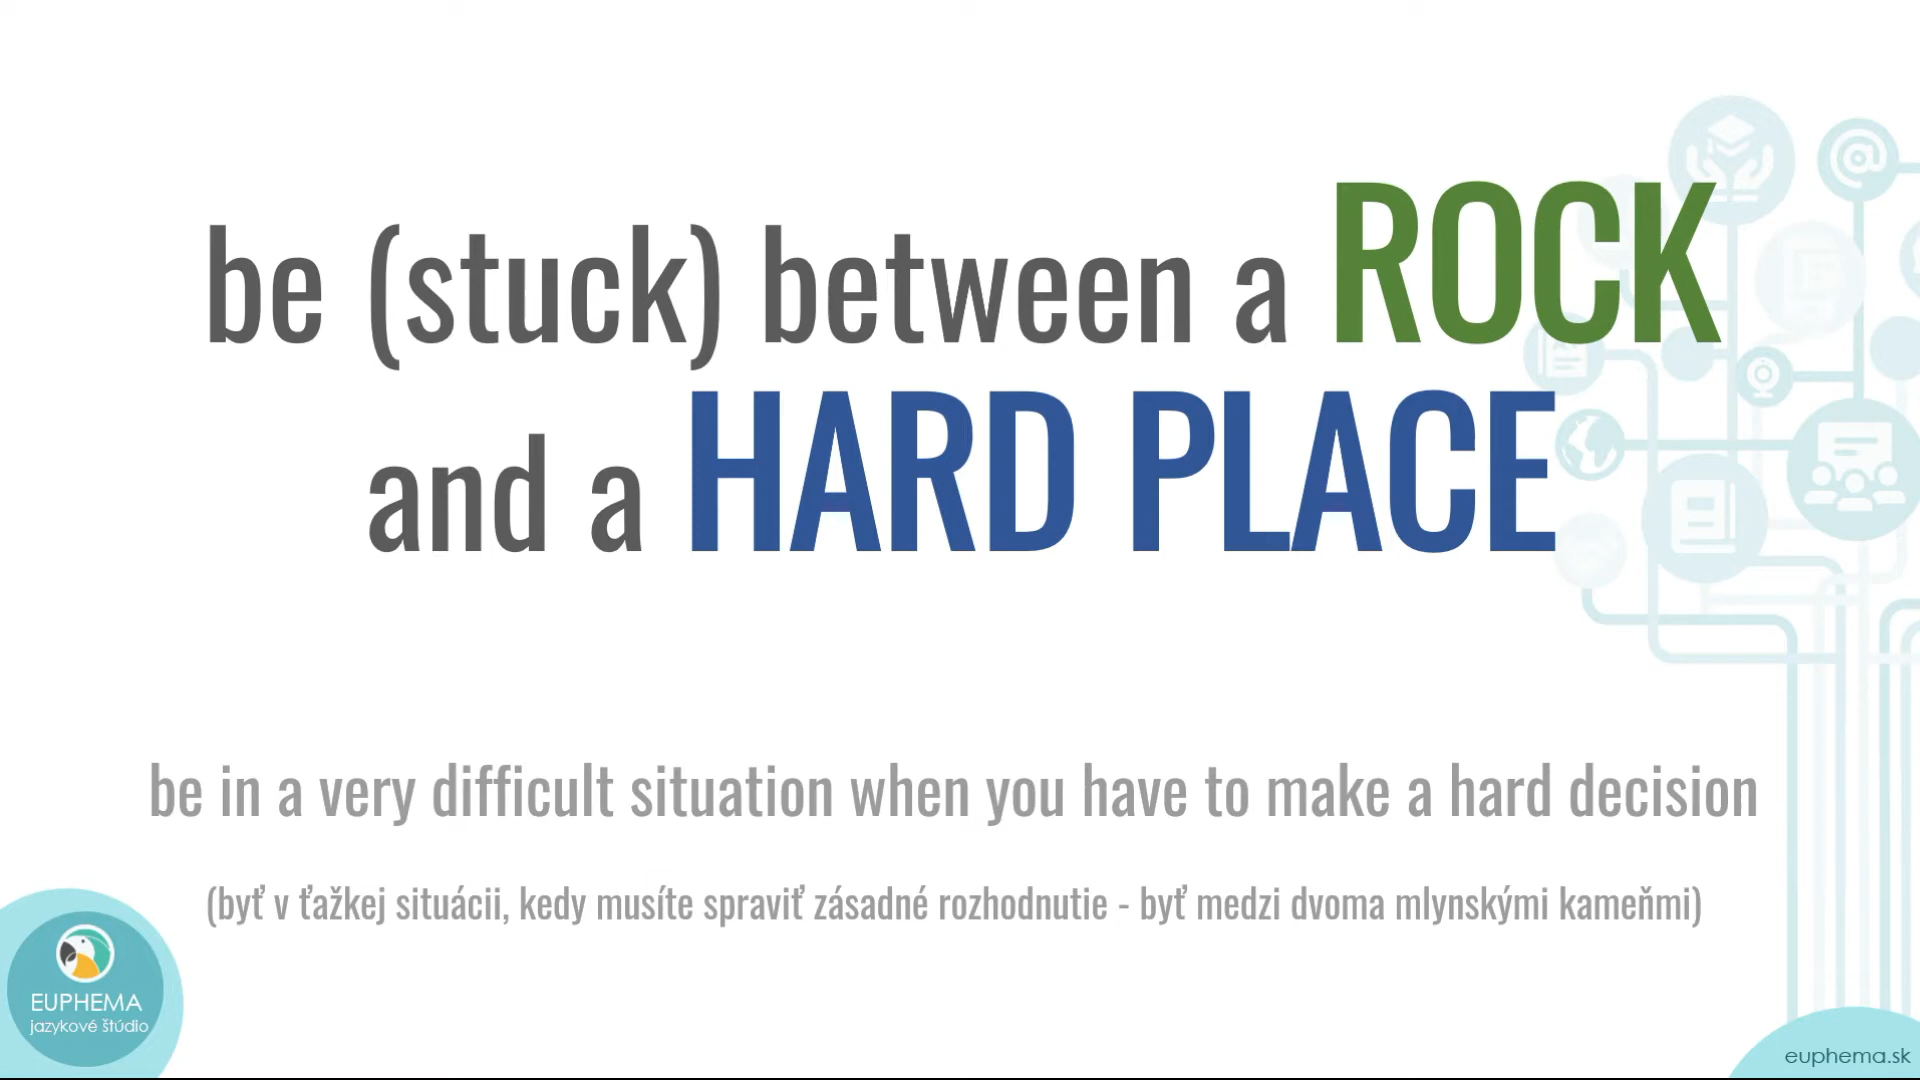 be (stuck) between a ROCK
and a HARD PLACE
be in a very difficult situation when you have to make a hard decision
(byť v ťažkej situácii, kedy musíte spraviť zásadné rozhodnutie - byť medzi dvoma mlynskými kameňmi)
EUPHEMA
jazykové štúdio
euphema.sk